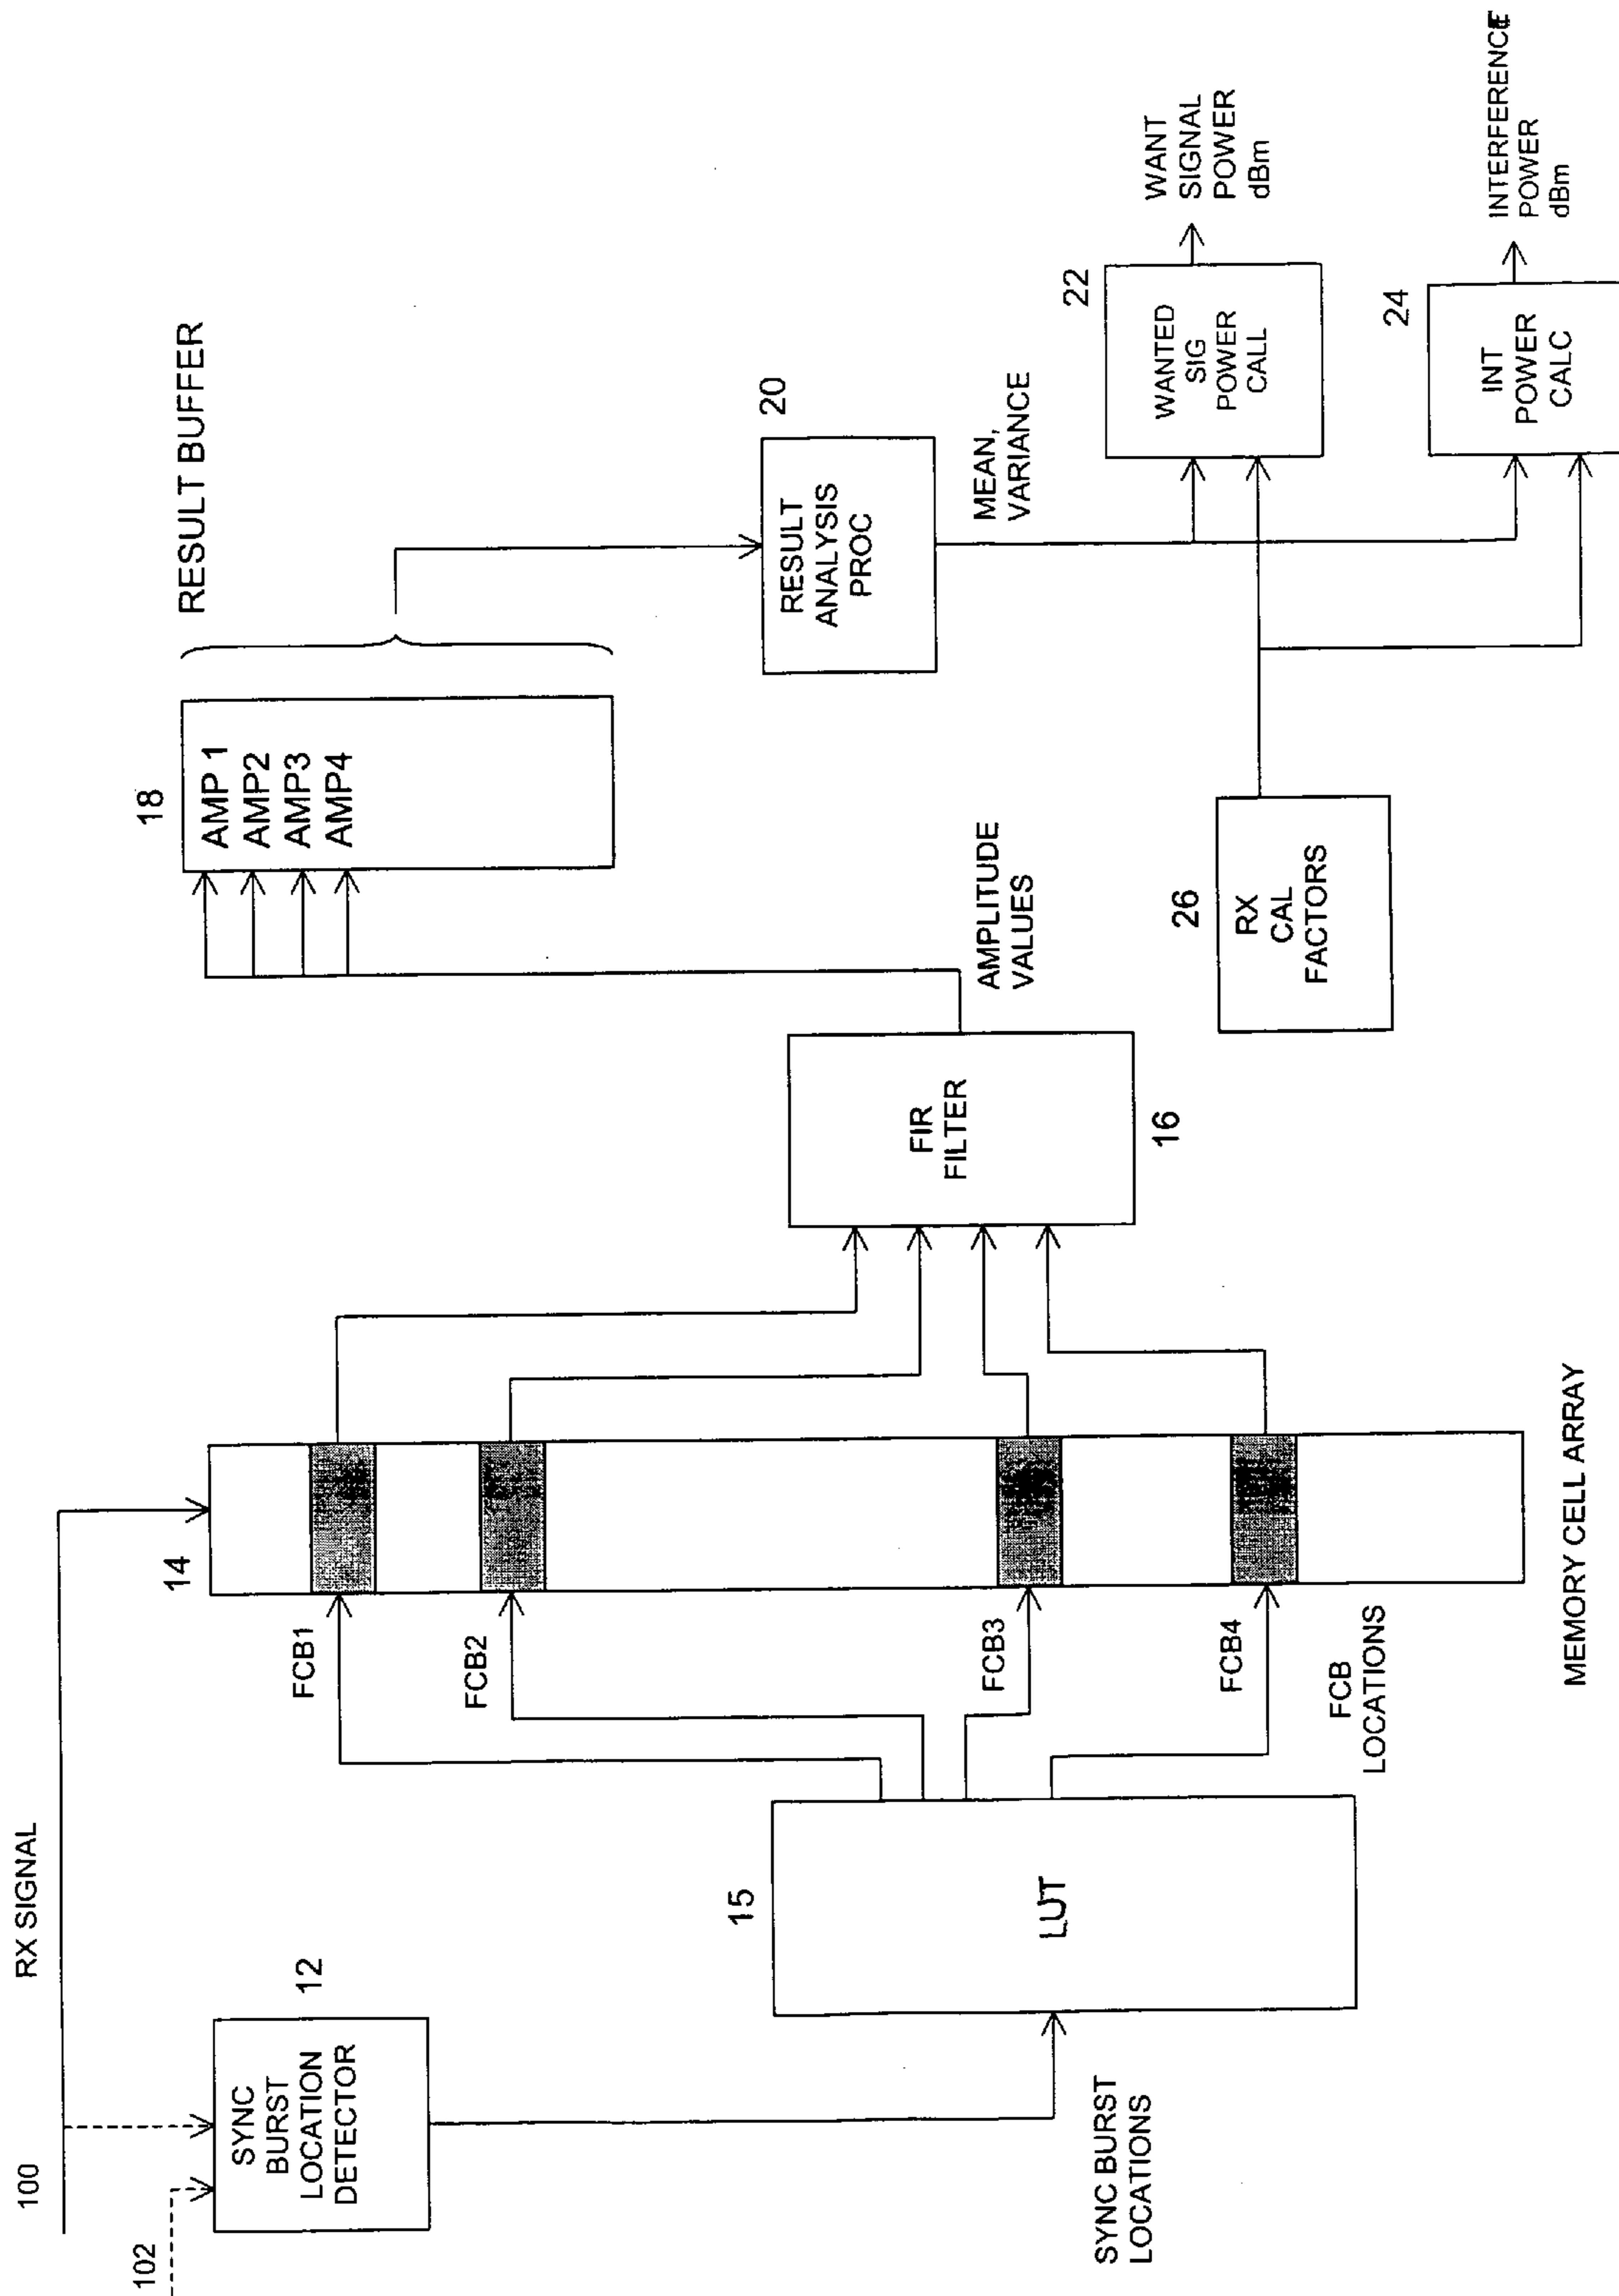 100
RX SIGNAL
102
SYNC
BURST
LOCATION
DETECTOR
12
SYNC BURST
LOCATIONS
15
LUT
14
FCB1
FCB2
FCB3
FCB4
FCB
LOCATIONS
MEMORY CELL ARRAY
FIR
FILTER
16
AMPLITUDE
VALUES
18
AMP 1
AMP2
AMP3
AMP4
RESULT BUFFER
20
RESULT
ANALYSIS
PROC
MEAN,
VARIANCE
26
RX
CAL
FACTORS
22
WANTED
SIG
POWER
CALL
WANT
SIGNAL
POWER
dBm
24
INT
POWER
CALC
INTERFERENCE
POWER
dBm